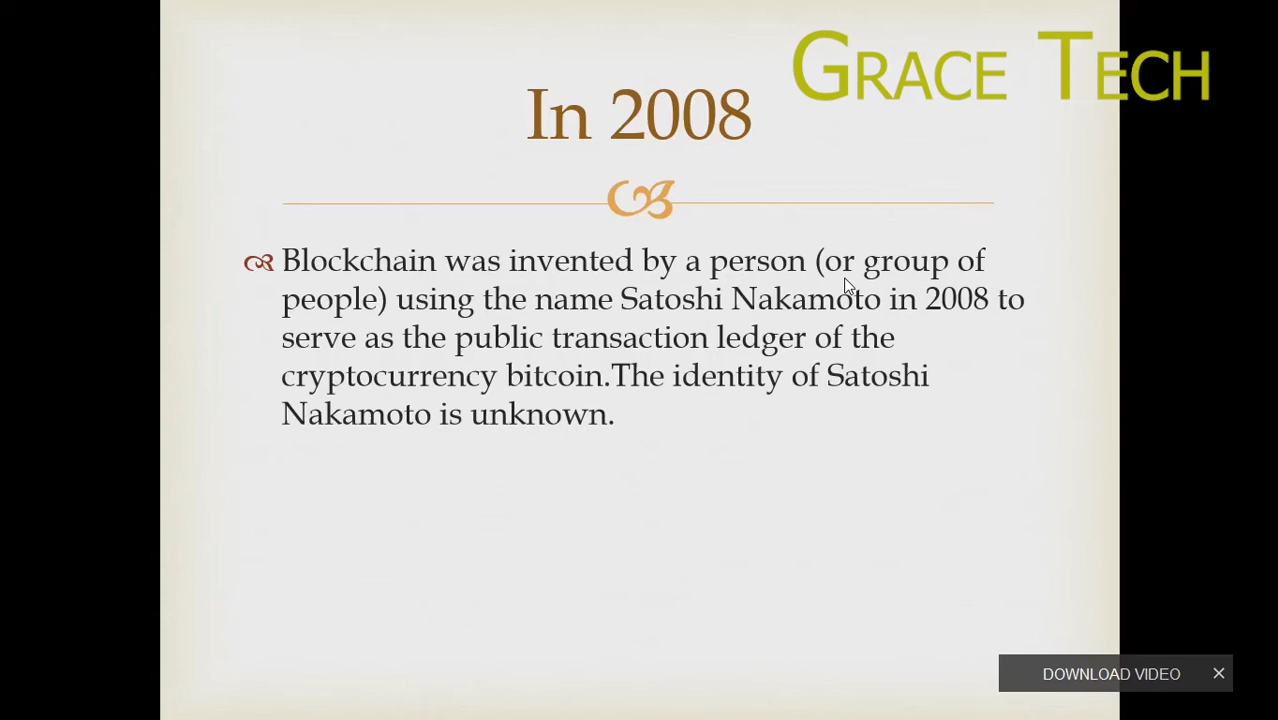 GRACE TECH
In 2008
Blockchain was invented by a person (or group of
people) using the name Satoshi Nakamoto in 2008 to
serve as the public transaction ledger of the
cryptocurrency bitcoin.The identity of Satoshi
Nakamoto is unknown.
DOWNLOAD VIDEO